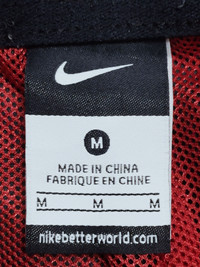 M
MADE IN CHINA
FABRIQUE EN CHINE
M M M
nikebetterworld.com